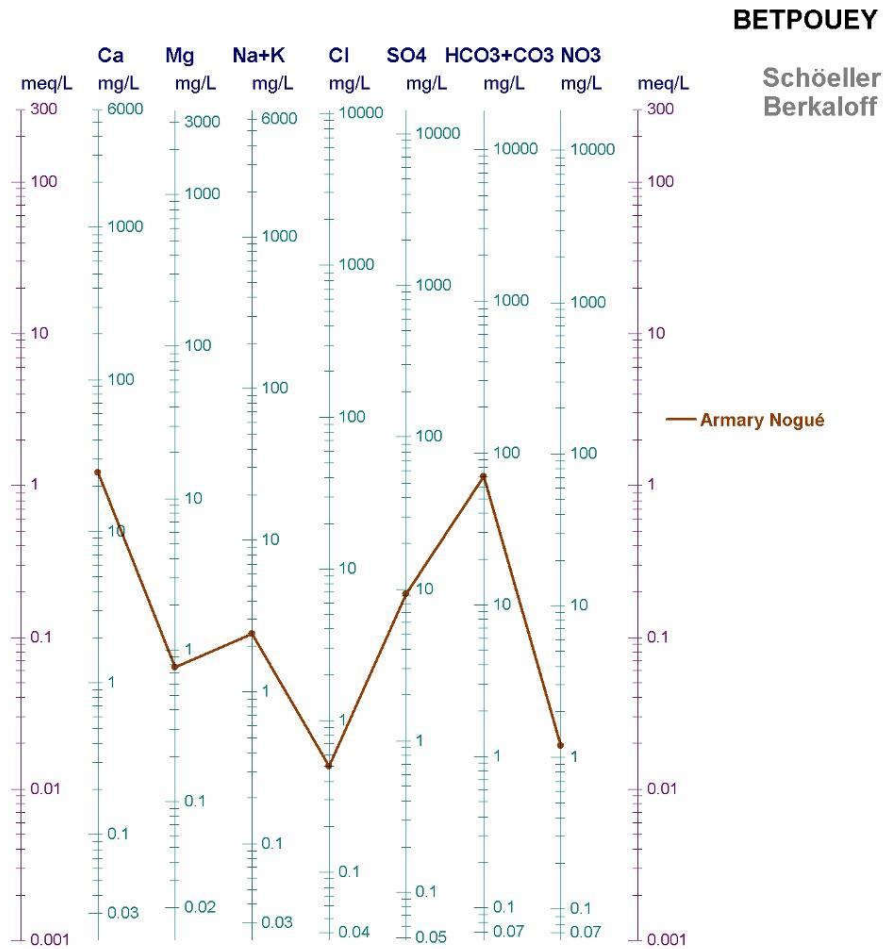 BETPOUEY
Schöeller
Berkaloff
Ca Mg Na+K Cl SO4 HCO3+CO3 NO3
meq/L mg/L mg/L mg/L mg/L mg/L mg/L mg/L meq/L
300 6000 3000 6000 10000 10000 10000 10000 300
100 1000 1000 1000 1000 1000 1000 1000 100
10 100 100 100 100 100 100 100 10
Armary Nogué
1 10 10 10 10 10 10 10 1
0.1 1 1 1 1 1 1 1 0.1
0.01 0.1 0.1 0.1 0.1 0.1 0.1 0.1 0.01
0.001 0.03 0.02 0.03 0.04 0.05 0.07 0.07 0.001